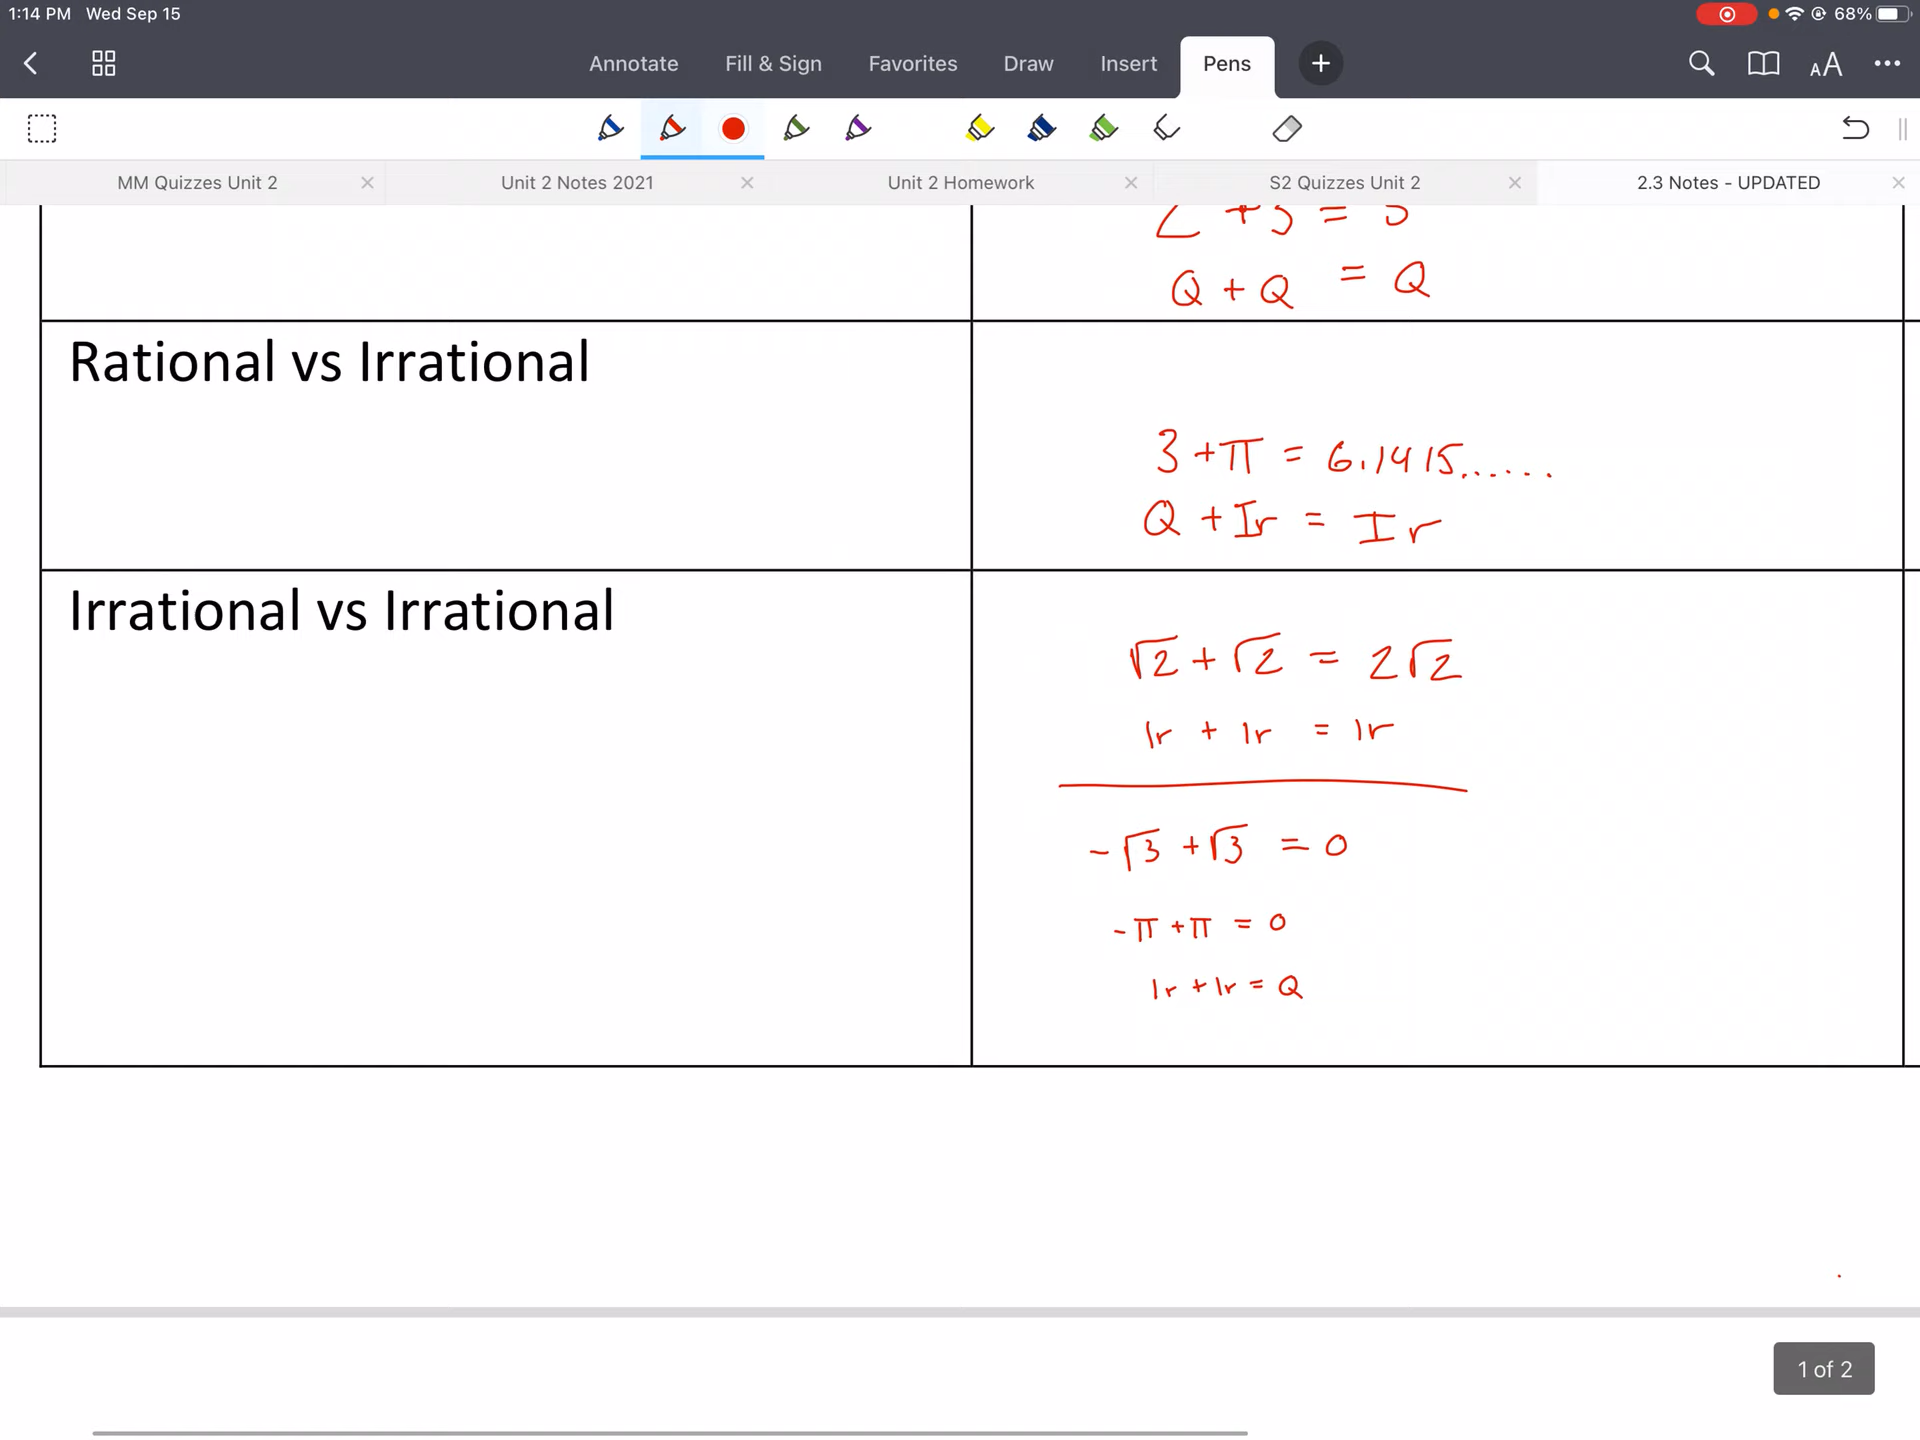 1:14 PM Wed Sep 15 68%
Annotate Fill & Sign Favorites Draw Insert Pens
AA
MM Quizzes Unit 2 Unit 2 Notes 2021 Unit 2 Homework S2 Quizzes Unit 2 2.3 Notes - UPDATED
Q + Q = Q
Rational vs Irrational
3 + π = 6.1415......
Q + Ir = Ir
Irrational vs Irrational
√2 + √2 = 2√2
Ir + Ir = Ir
-√3 + √3 = 0
-π + π = 0
Ir + Ir = Q
1 of 2